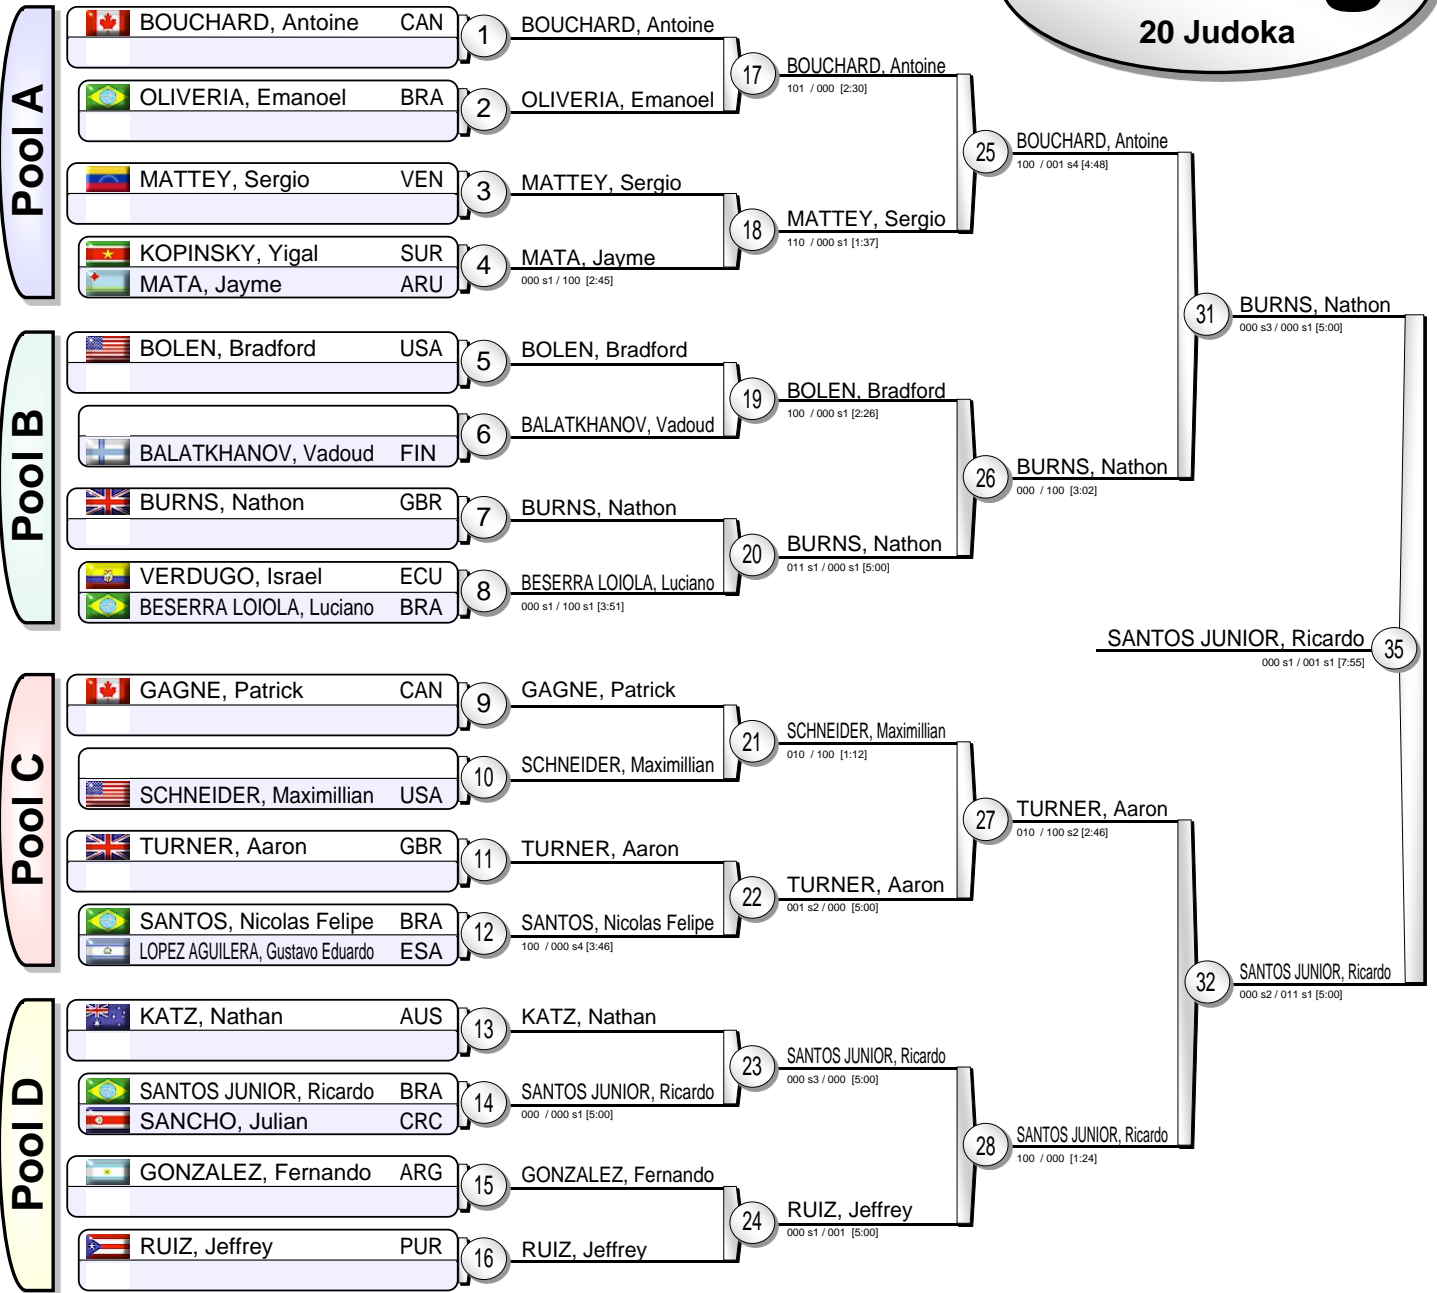 20 Judoka
Pool A
BOUCHARD, Antoine CAN
1
BOUCHARD, Antoine
OLIVERIA, Emanoel BRA
2
OLIVERIA, Emanoel
17
BOUCHARD, Antoine
101 / 000 [2:30]
MATTEY, Sergio VEN
3
MATTEY, Sergio
KOPINSKY, Yigal SUR
MATA, Jayme ARU
4
MATA, Jayme
000 s1 / 100 [2:45]
18
MATTEY, Sergio
110 / 000 s1 [1:37]
25
BOUCHARD, Antoine
100 / 001 s4 [4:48]
Pool B
BOLEN, Bradford USA
5
BOLEN, Bradford
BALATKHANOV, Vadoud FIN
6
BALATKHANOV, Vadoud
19
BOLEN, Bradford
100 / 000 s1 [2:26]
BURNS, Nathon GBR
7
BURNS, Nathon
VERDUGO, Israel ECU
BESERRA LOIOLA, Luciano BRA
8
BESERRA LOIOLA, Luciano
000 s1 / 100 s1 [3:51]
20
BURNS, Nathon
011 s1 / 000 s1 [5:00]
26
BURNS, Nathon
000 / 100 [3:02]
31
BURNS, Nathon
000 s3 / 000 s1 [5:00]
SANTOS JUNIOR, Ricardo
35
000 s1 / 001 s1 [7:55]
Pool C
GAGNE, Patrick CAN
9
GAGNE, Patrick
SCHNEIDER, Maximillian USA
10
SCHNEIDER, Maximillian
21
SCHNEIDER, Maximillian
010 / 100 [1:12]
TURNER, Aaron GBR
11
TURNER, Aaron
SANTOS, Nicolas Felipe BRA
LOPEZ AGUILERA, Gustavo Eduardo ESA
12
SANTOS, Nicolas Felipe
100 / 000 s4 [3:46]
22
TURNER, Aaron
001 s2 / 000 [5:00]
27
TURNER, Aaron
010 / 100 s2 [2:46]
Pool D
KATZ, Nathan AUS
13
KATZ, Nathan
SANTOS JUNIOR, Ricardo BRA
SANCHO, Julian CRC
14
SANTOS JUNIOR, Ricardo
000 / 000 s1 [5:00]
23
SANTOS JUNIOR, Ricardo
000 s3 / 000 [5:00]
GONZALEZ, Fernando ARG
15
GONZALEZ, Fernando
RUIZ, Jeffrey PUR
16
RUIZ, Jeffrey
24
RUIZ, Jeffrey
000 s1 / 001 [5:00]
28
SANTOS JUNIOR, Ricardo
100 / 000 [1:24]
32
SANTOS JUNIOR, Ricardo
000 s2 / 011 s1 [5:00]